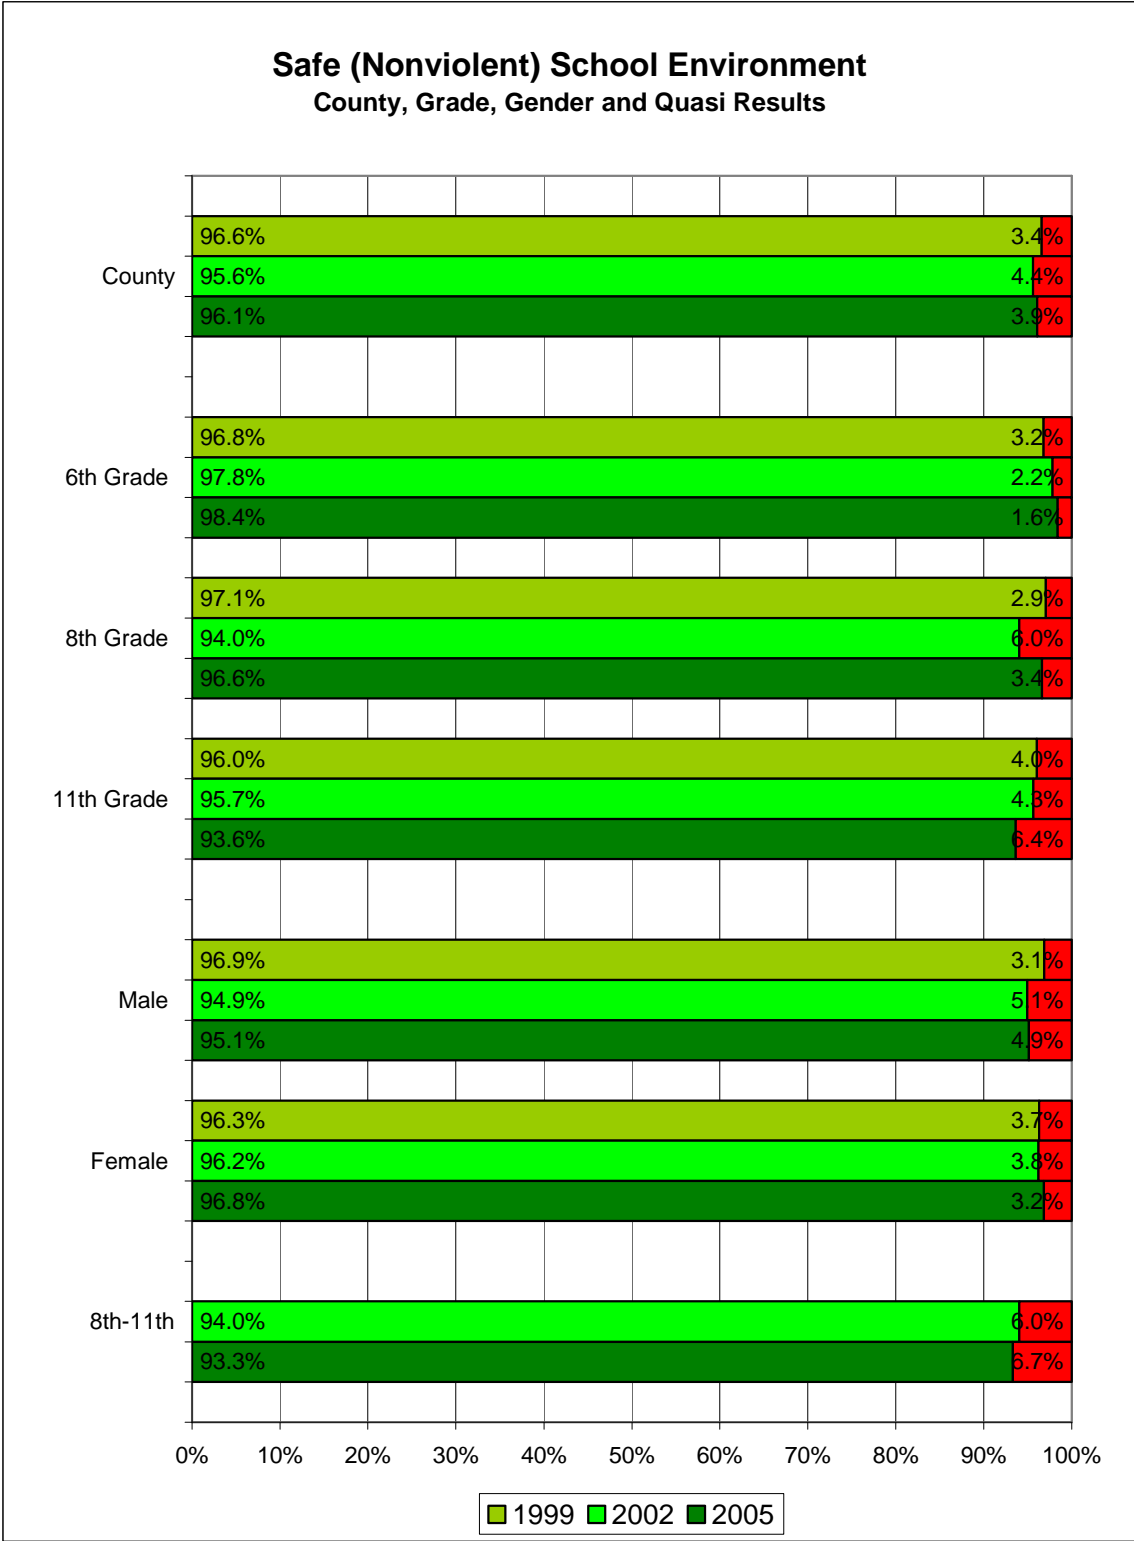 Safe (Nonviolent) School Environment
County, Grade, Gender and Quasi Results
96.6% 3.4%
County 95.6% 4.4%
96.1% 3.9%
96.8% 3.2%
6th Grade 97.8% 2.2%
98.4% 1.6%
97.1% 2.9%
8th Grade 94.0% 6.0%
96.6% 3.4%
96.0% 4.0%
11th Grade 95.7% 4.3%
93.6% 6.4%
96.9% 3.1%
Male 94.9% 5.1%
95.1% 4.9%
96.3% 3.7%
Female 96.2% 3.8%
96.8% 3.2%
8th-11th 94.0% 6.0%
93.3% 6.7%
0% 10% 20% 30% 40% 50% 60% 70% 80% 90% 100%
1999 2002 2005